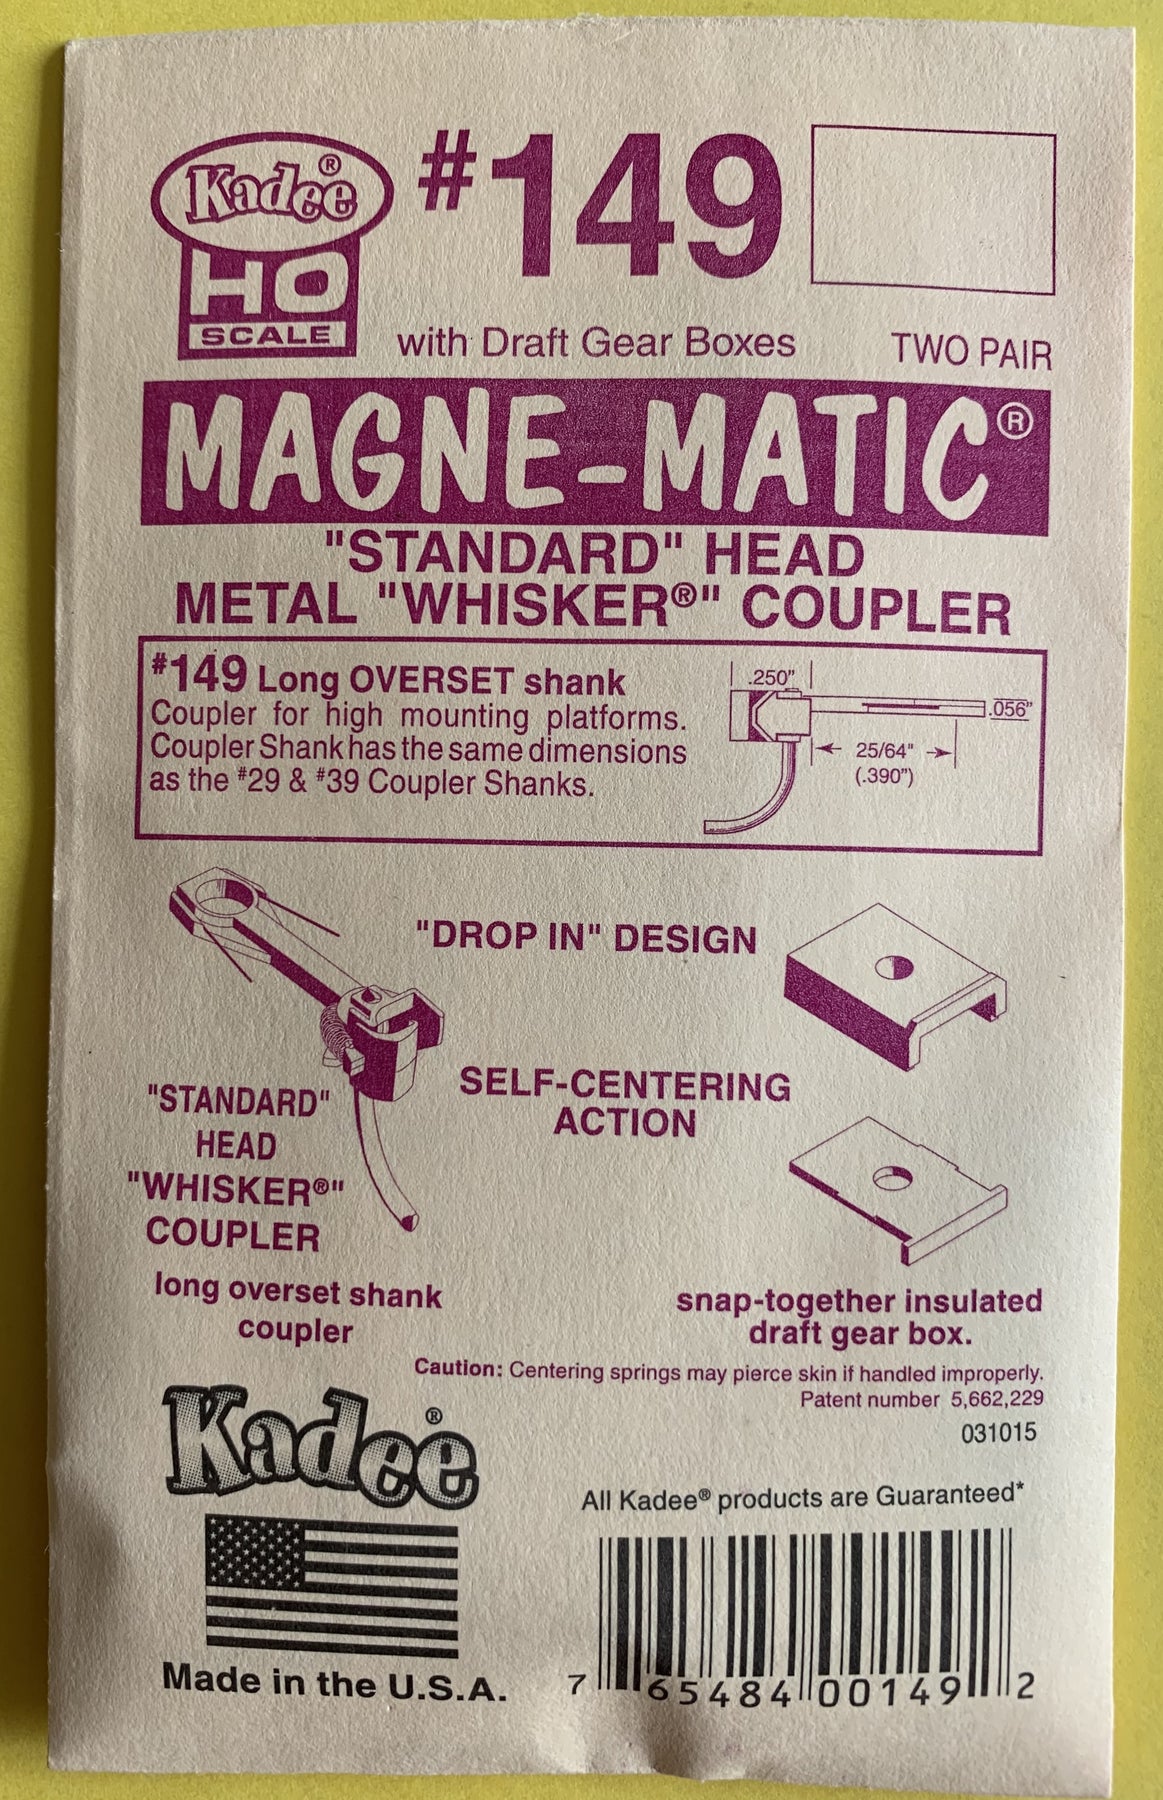 Kadee®
HO
SCALE
#149
with Draft Gear Boxes
TWO PAIR
MAGNE-MATIC®
"STANDARD" HEAD
METAL "WHISKER®" COUPLER
#149 Long OVERSET shank
Coupler for high mounting platforms.
Coupler Shank has the same dimensions
as the #29 & #39 Coupler Shanks.
.250"
.056"
25/64"
(.390")
"DROP IN" DESIGN
SELF-CENTERING
ACTION
"STANDARD"
HEAD
"WHISKER®"
COUPLER
long overset shank
coupler
snap-together insulated
draft gear box.
Caution: Centering springs may pierce skin if handled improperly.
Patent number 5,662,229
031015
Kadee®
All Kadee® products are Guaranteed*
Made in the U.S.A.
7 65484 00149 2